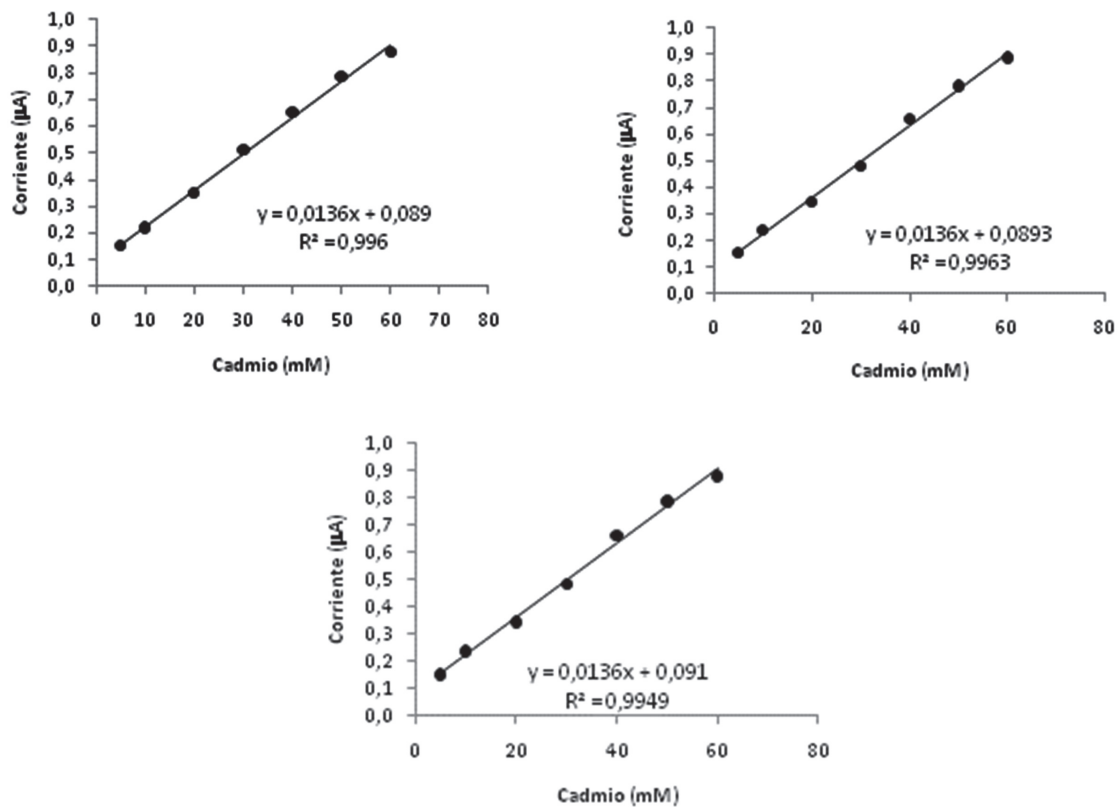 Corriente (µA)
1,0
0,9
0,8
0,7
0,6
0,5
0,4
0,3
0,2
0,1
0,0
y = 0,0136x + 0,089
R² = 0,996
0 10 20 30 40 50 60 70 80
Cadmio (mM)
Corriente (µA)
1,0
0,9
0,8
0,7
0,6
0,5
0,4
0,3
0,2
0,1
0,0
y = 0,0136x + 0,0893
R² = 0,9963
0 20 40 60 80
Cadmio (mM)
Corriente (µA)
1,0
0,9
0,8
0,7
0,6
0,5
0,4
0,3
0,2
0,1
0,0
y = 0,0136x + 0,091
R² = 0,9949
0 20 40 60 80
Cadmio (mM)